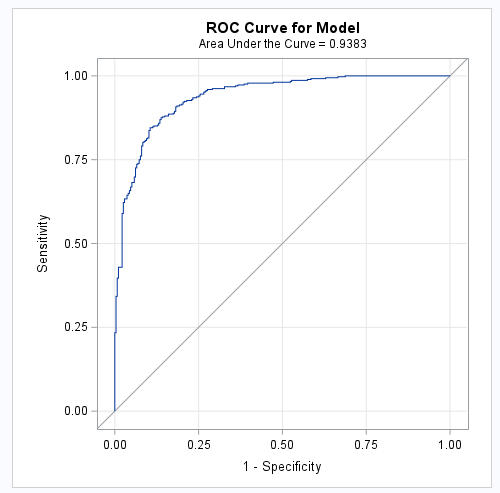 ROC Curve for Model
Area Under the Curve = 0.9383
1.00
0.75
0.50
0.25
0.00
Sensitivity
0.00 0.25 0.50 0.75 1.00
1 - Specificity